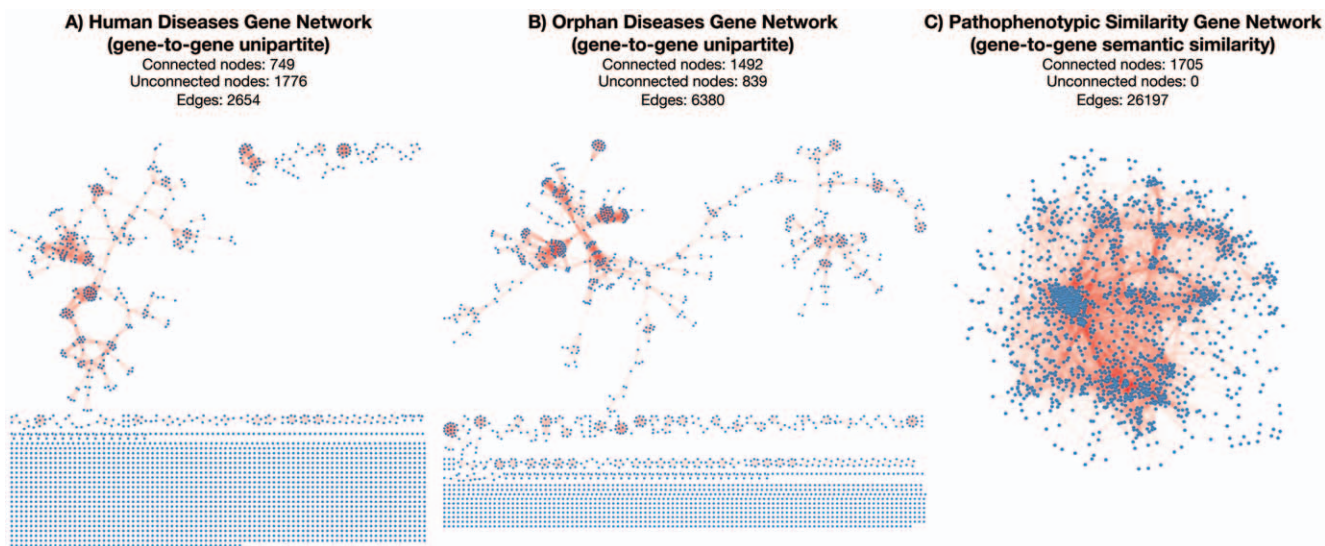 A) Human Diseases Gene Network
(gene-to-gene unipartite)
Connected nodes: 749
Unconnected nodes: 1776
Edges: 2654
B) Orphan Diseases Gene Network
(gene-to-gene unipartite)
Connected nodes: 1492
Unconnected nodes: 839
Edges: 6380
C) Pathophenotypic Similarity Gene Network
(gene-to-gene semantic similarity)
Connected nodes: 1705
Unconnected nodes: 0
Edges: 26197